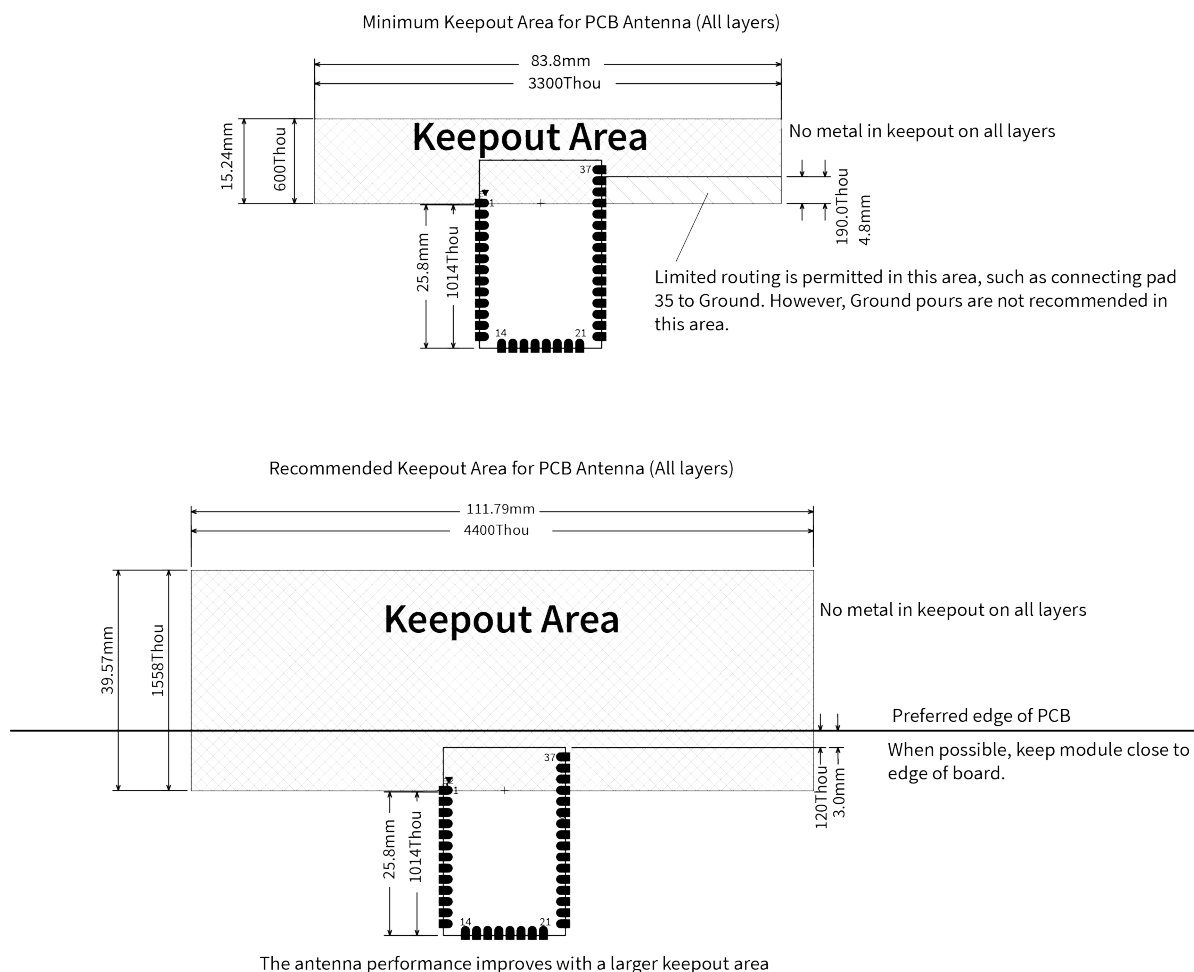 Minimum Keepout Area for PCB Antenna (All layers)
83.8mm
3300Thou
Keepout Area
No metal in keepout on all layers
15.24mm
600Thou
37
1
190.0Thou
4.8mm
25.8mm
1014Thou
Limited routing is permitted in this area, such as connecting pad
35 to Ground. However, Ground pours are not recommended in
this area.
14
21
Recommended Keepout Area for PCB Antenna (All layers)
111.79mm
4400Thou
Keepout Area
No metal in keepout on all layers
39.57mm
1558Thou
Preferred edge of PCB
When possible, keep module close to
edge of board.
37
1
120Thou
3.0mm
25.8mm
1014Thou
14
21
The antenna performance improves with a larger keepout area